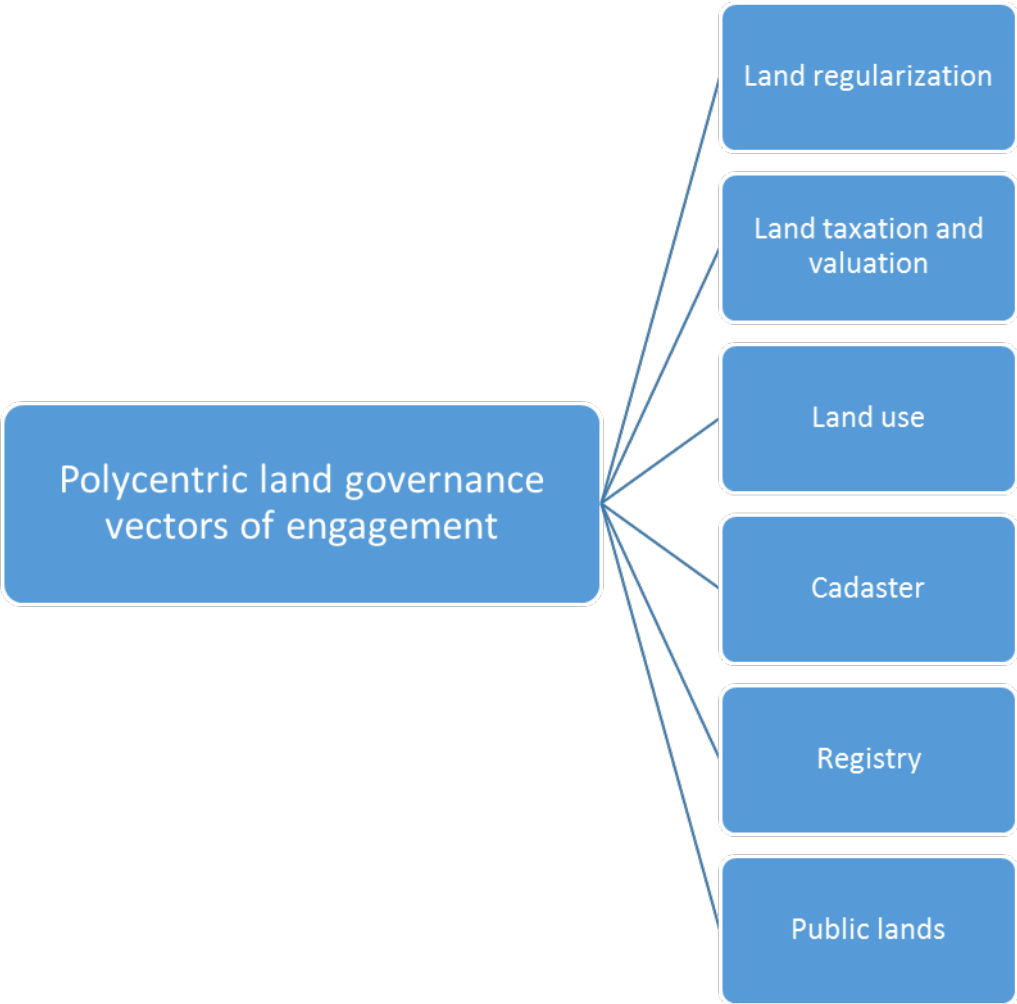 Land regularization
Land taxation and
valuation
Land use
Polycentric land governance
vectors of engagement
Cadaster
Registry
Public lands